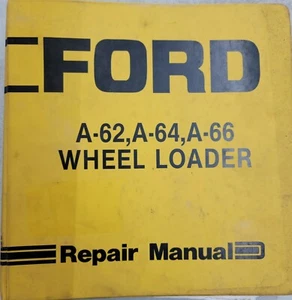 FORD
A-62,A-64,A-66
WHEEL LOADER
Repair Manual